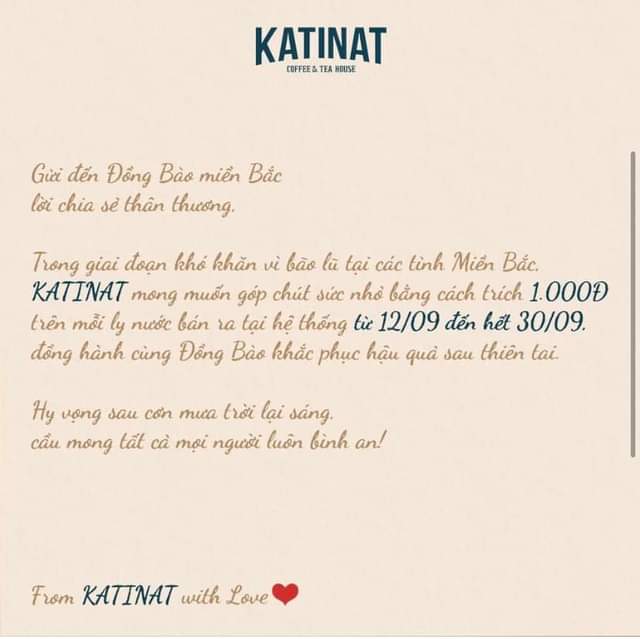 KATINAT
COFFEE & TEA HOUSE
Gửi đến Đồng Bào miền Bắc
lời chia sẻ thân thương,
Trong giai đoạn khó khăn vì bão lũ tại các tỉnh Miền Bắc,
KATINAT mong muốn góp chút sức nhỏ bằng cách trích 1.000Đ
trên mỗi ly nước bán ra tại hệ thống từ 12/09 đến hết 30/09,
đồng hành cùng Đồng Bào khắc phục hậu quả sau thiên tai.
Hy vọng sau cơn mưa trời lại sáng,
cầu mong tất cả mọi người luôn bình an!
From KATINAT with Love❤